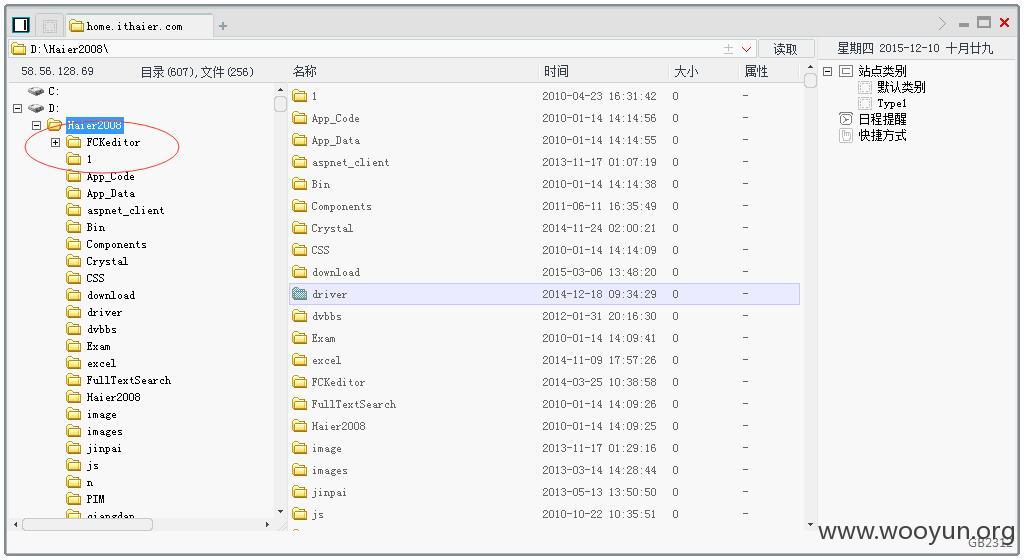 home.ithaier.com
D:\Haier2008\
读取
星期四 2015-12-10 十月廿九
58.56.128.69 目录(607),文件(256)
C:
D:
Haier2008
FCKeditor
1
App_Code
App_Data
aspnet_client
Bin
Components
Crystal
CSS
download
driver
dvbbs
Exam
excel
FullTextSearch
Haier2008
image
images
jinpai
js
n
PIM
qiangdan
名称 时间 大小 属性
1 2010-04-23 16:31:42 0 -
App_Code 2010-01-14 14:14:56 0 -
App_Data 2010-01-14 14:14:55 0 -
aspnet_client 2013-11-17 01:07:19 0 -
Bin 2010-01-14 14:14:38 0 -
Components 2011-06-11 16:35:49 0 -
Crystal 2014-11-24 02:00:21 0 -
CSS 2010-01-14 14:14:09 0 -
download 2015-03-06 13:48:20 0 -
driver 2014-12-18 09:34:29 0 -
dvbbs 2012-01-31 20:16:30 0 -
Exam 2010-01-14 14:09:41 0 -
excel 2014-11-09 17:57:26 0 -
FCKeditor 2014-03-25 10:38:58 0 -
FullTextSearch 2010-01-14 14:09:26 0 -
Haier2008 2010-01-14 14:09:25 0 -
image 2013-11-17 01:29:16 0 -
images 2013-03-14 14:28:44 0 -
jinpai 2013-05-13 13:50:50 0 -
js 2010-10-22 10:35:51 0 -
站点类别
默认类别
Type1
日程提醒
快捷方式
www.wooyun.org
GB2312